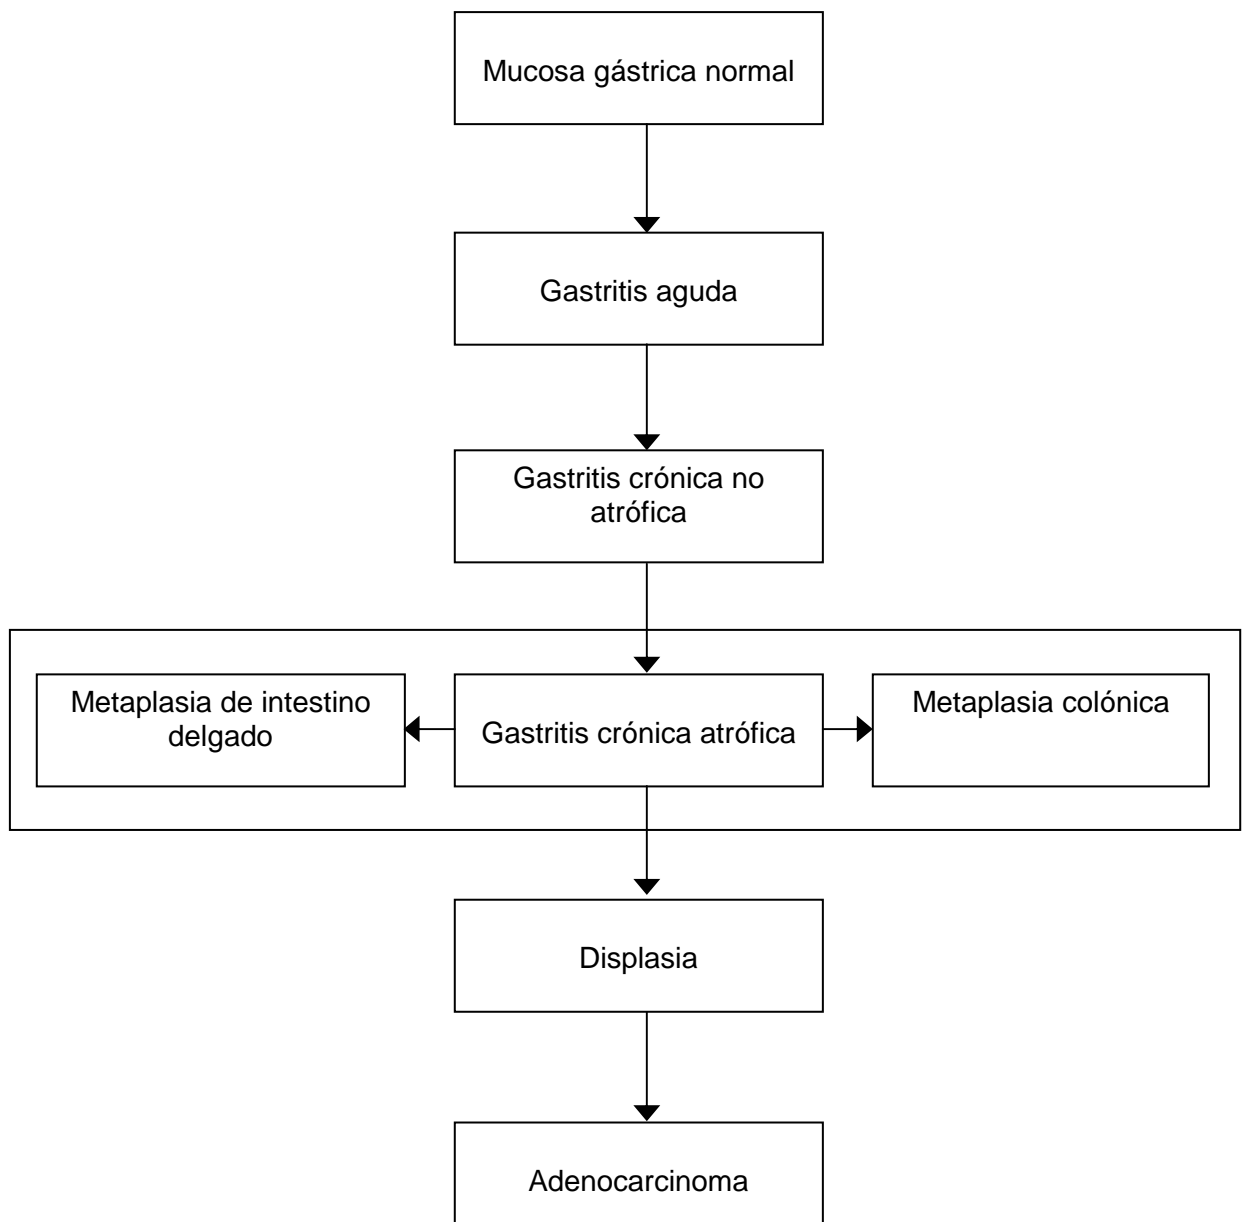 Mucosa gástrica normal
Gastritis aguda
Gastritis crónica no
atrófica
Metaplasia de intestino
delgado
Gastritis crónica atrófica
Metaplasia colónica
Displasia
Adenocarcinoma